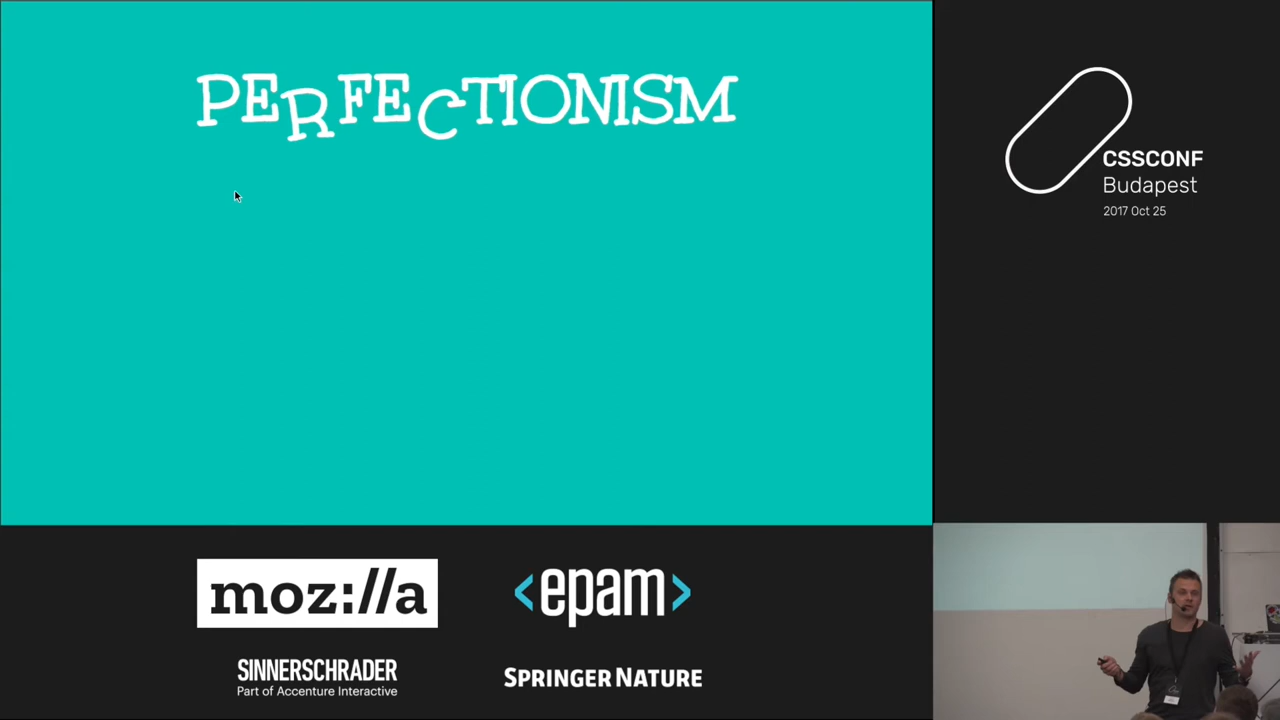 PERFECTIONISM
CSSCONF
Budapest
2017 Oct 25
moz://a
<epam>
SINNERSCHRADER
Part of Accenture Interactive
SPRINGER NATURE